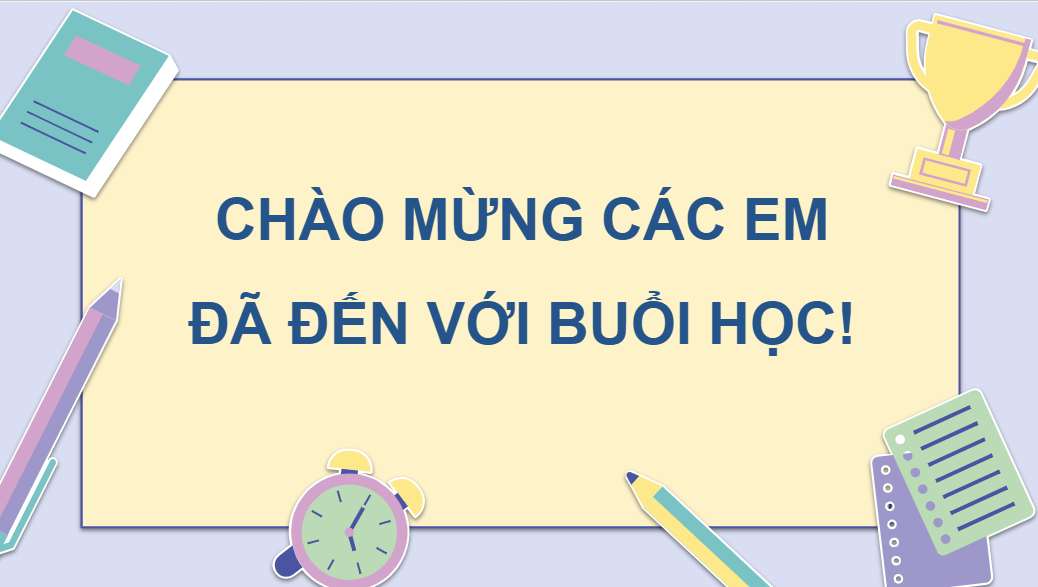 CHÀO MỪNG CÁC EM
ĐÃ ĐẾN VỚI BUỔI HỌC!